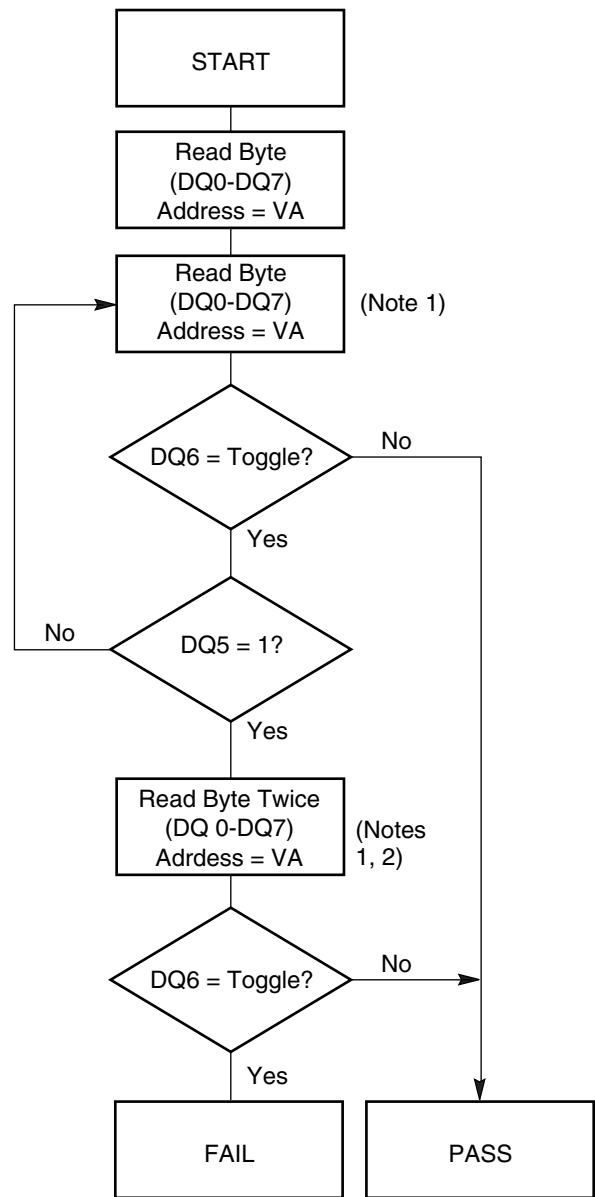 START
Read Byte
(DQ0-DQ7)
Address = VA
Read Byte
(DQ0-DQ7)
Address = VA
(Note 1)
DQ6 = Toggle?
No
Yes
No
DQ5 = 1?
Yes
Read Byte Twice
(DQ 0-DQ7)
Adrdess = VA
(Notes
1, 2)
DQ6 = Toggle?
No
Yes
FAIL
PASS